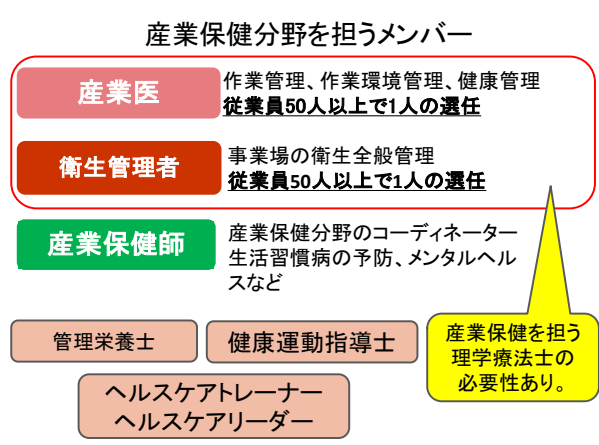 産業保健分野を担うメンバー
産業医
作業管理、作業環境管理、健康管理
従業員50人以上で1人の選任
衛生管理者
事業場の衛生全般管理
従業員50人以上で1人の選任
産業保健師
産業保健分野のコーディネーター
生活習慣病の予防、メンタルヘル
スなど
管理栄養士
健康運動指導士
産業保健を担う
理学療法士の
必要性あり。
ヘルスケアトレーナー
ヘルスケアリーダー